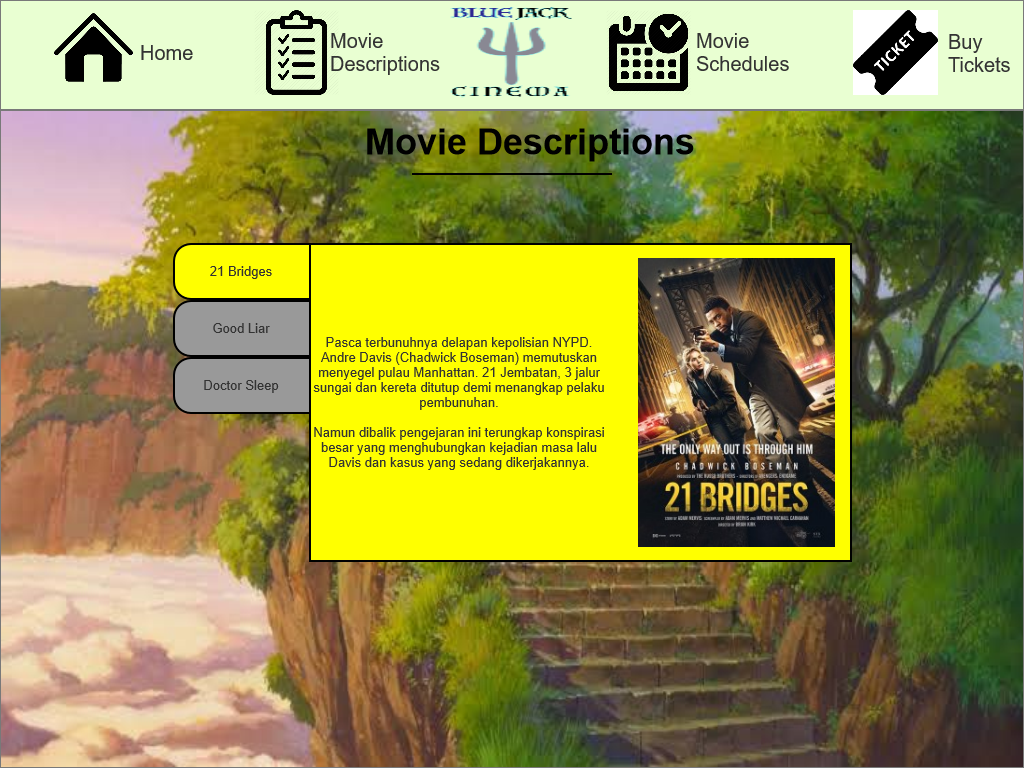 BLUEJACK
CINEMA
Home
Movie
Descriptions
Movie
Schedules
TICKET
Buy
Tickets
Movie Descriptions
21 Bridges
Good Liar
Doctor Sleep
Pasca terbunuhnya delapan kepolisian NYPD.
Andre Davis (Chadwick Boseman) memutuskan
menyegel pulau Manhattan. 21 Jembatan, 3 jalur
sungai dan kereta ditutup demi menangkap pelaku
pembunuhan.
Namun dibalik pengejaran ini terungkap konspirasi
besar yang menghubungkan kejadian masa lalu
Davis dan kasus yang sedang dikerjakannya.
THE ONLY WAY OUT IS THROUGH HIM
CHADWICK BOSEMAN
21 BRIDGES